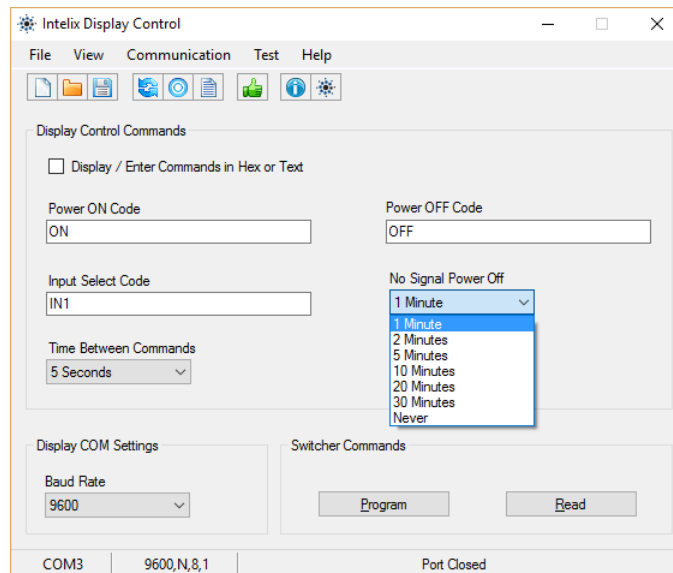 Intelix Display Control
File View Communication Test Help
Display Control Commands
Display / Enter Commands in Hex or Text
Power ON Code
Power OFF Code
ON
OFF
Input Select Code
No Signal Power Off
IN1
1 Minute
1 Minute
2 Minutes
5 Minutes
10 Minutes
20 Minutes
30 Minutes
Never
Time Between Commands
5 Seconds
Display COM Settings
Switcher Commands
Baud Rate
9600
Program
Read
COM3
9600,N,8,1
Port Closed